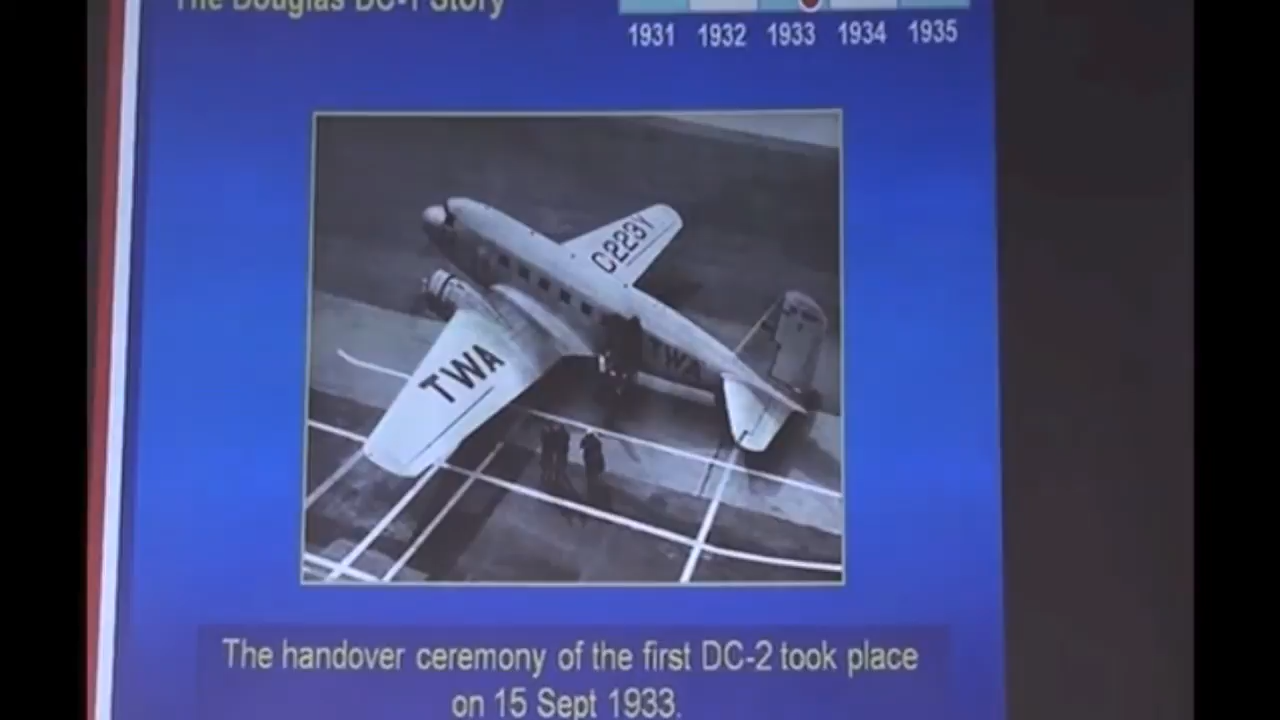 The Douglas DC-1 Story
1931 1932 1933 1934 1935
C223Y
TWA
TWA
The handover ceremony of the first DC-2 took place
on 15 Sept 1933.